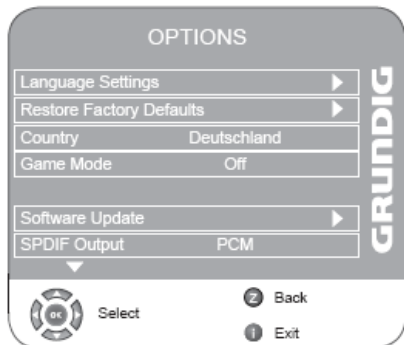 OPTIONS
Language Settings
Restore Factory Defaults
Country Deutschland
Game Mode Off
Software Update
SPDIF Output PCM
GRUNDIG
OK Select
Z Back
i Exit